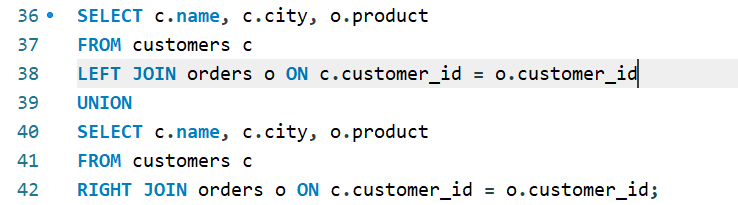 36 SELECT c.name, c.city, o.product
37 FROM customers c
38 LEFT JOIN orders o ON c.customer_id = o.customer_id
39 UNION
40 SELECT c.name, c.city, o.product
41 FROM customers c
42 RIGHT JOIN orders o ON c.customer_id = o.customer_id;